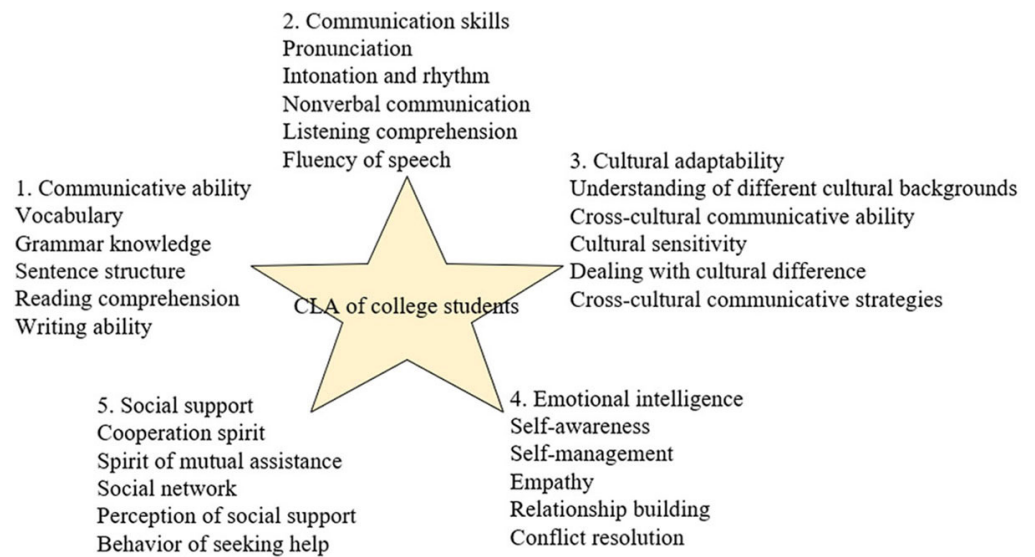 2. Communication skills
Pronunciation
Intonation and rhythm
Nonverbal communication
Listening comprehension
Fluency of speech
1. Communicative ability
Vocabulary
Grammar knowledge
Sentence structure
Reading comprehension
Writing ability
3. Cultural adaptability
Understanding of different cultural backgrounds
Cross-cultural communicative ability
Cultural sensitivity
Dealing with cultural difference
Cross-cultural communicative strategies
CLA of college students
5. Social support
Cooperation spirit
Spirit of mutual assistance
Social network
Perception of social support
Behavior of seeking help
4. Emotional intelligence
Self-awareness
Self-management
Empathy
Relationship building
Conflict resolution